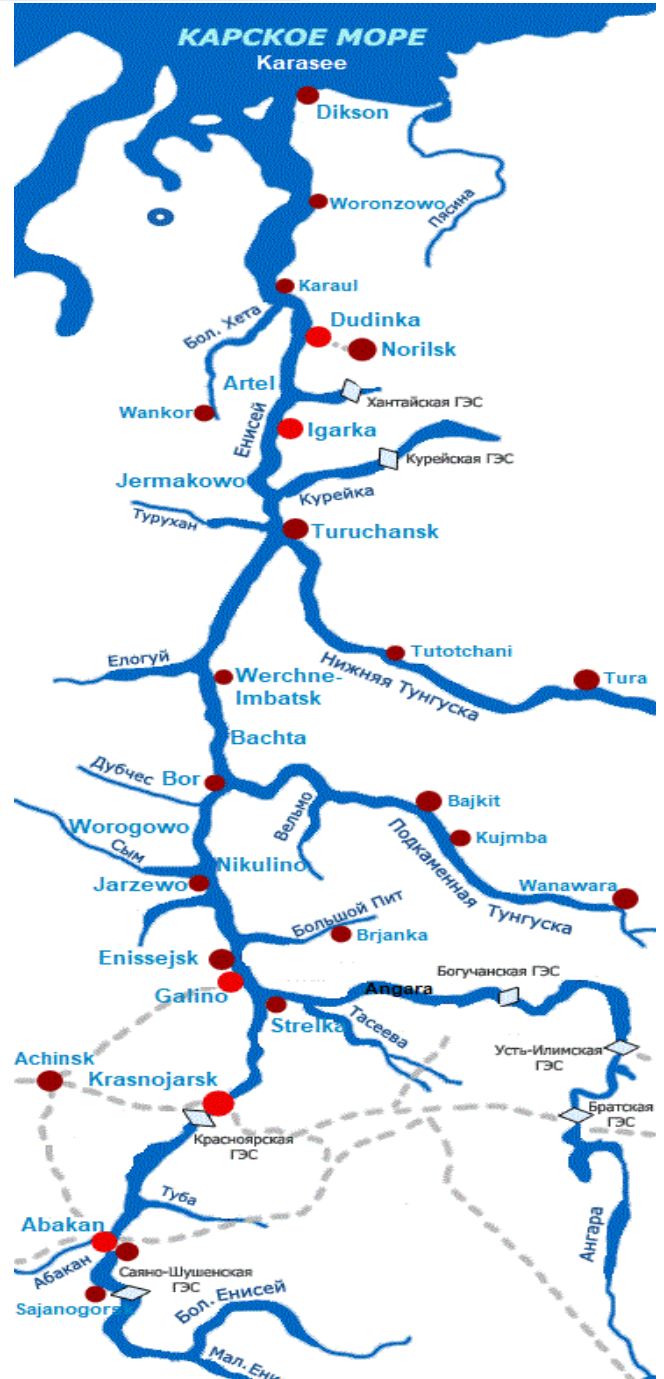 КАРСКОЕ МОРЕ
Karasee
Dikson
Пясина
Woronzowo
Karaul
Бол. Хета
Dudinka
Norilsk
Artel
Хантайская ГЭС
Wankor
Енисей
Igarka
Курейская ГЭС
Jermakowo
Курейка
Турухан
Turuchansk
Tutotchani
Елогуй
Нижняя Тунгуска
Tura
Werchne-
Imbatsk
Bachta
Дубчес
Bor
Bajkit
Вельмо
Worogowo
Подкаменная Тунгуска
Kujmba
Сым
Nikulino
Jarzewo
Wanawara
Большой Пит
Brjanka
Enissejsk
Богучанская ГЭС
Galino
Angara
Strelka
Тасеева
Усть-Илимская
ГЭС
Achinsk
Krasnojarsk
Братская
ГЭС
Красноярская
ГЭС
Туба
Abakan
Ангара
Абакан
Саяно-Шушенская
ГЭС
Sajanogors
Бол. Енисей
Мал. Ени